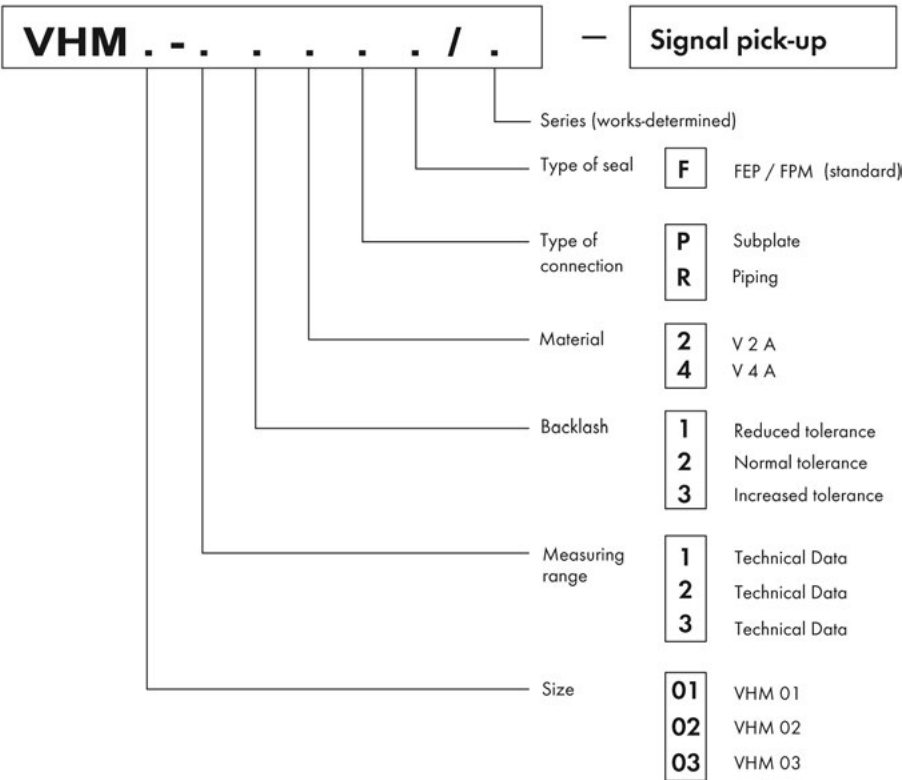 VHM . - . . . . . / . — Signal pick-up
Series (works-determined)
Type of seal F FEP / FPM (standard)
Type of P Subplate
connection
R Piping
Material 2 V 2 A
4 V 4 A
Backlash 1 Reduced tolerance
2 Normal tolerance
3 Increased tolerance
Measuring 1 Technical Data
range
2 Technical Data
3 Technical Data
Size 01 VHM 01
02 VHM 02
03 VHM 03